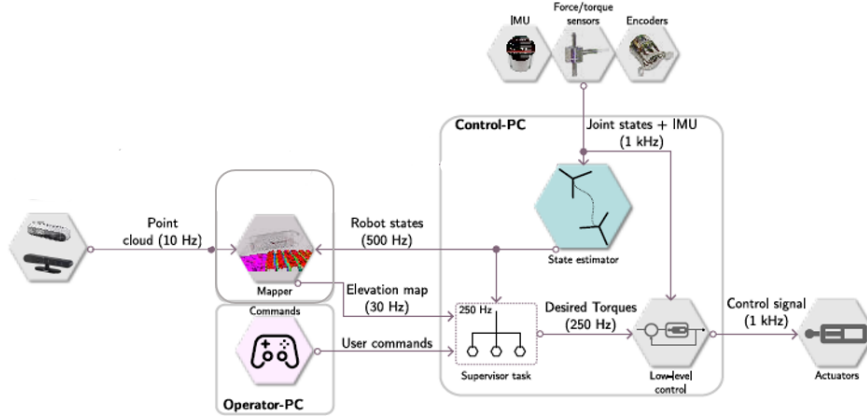 Force/torque
sensors
IMU
Encoders
Control-PC
Joint states + IMU
(1 kHz)
Point
cloud (10 Hz)
Robot states
(500 Hz)
State estimator
Mapper
Elevation map
(30 Hz)
250 Hz
Desired Torques
(250 Hz)
Control signal
(1 kHz)
Commands
User commands
Supervisor task
Low-level
control
Actuators
Operator-PC